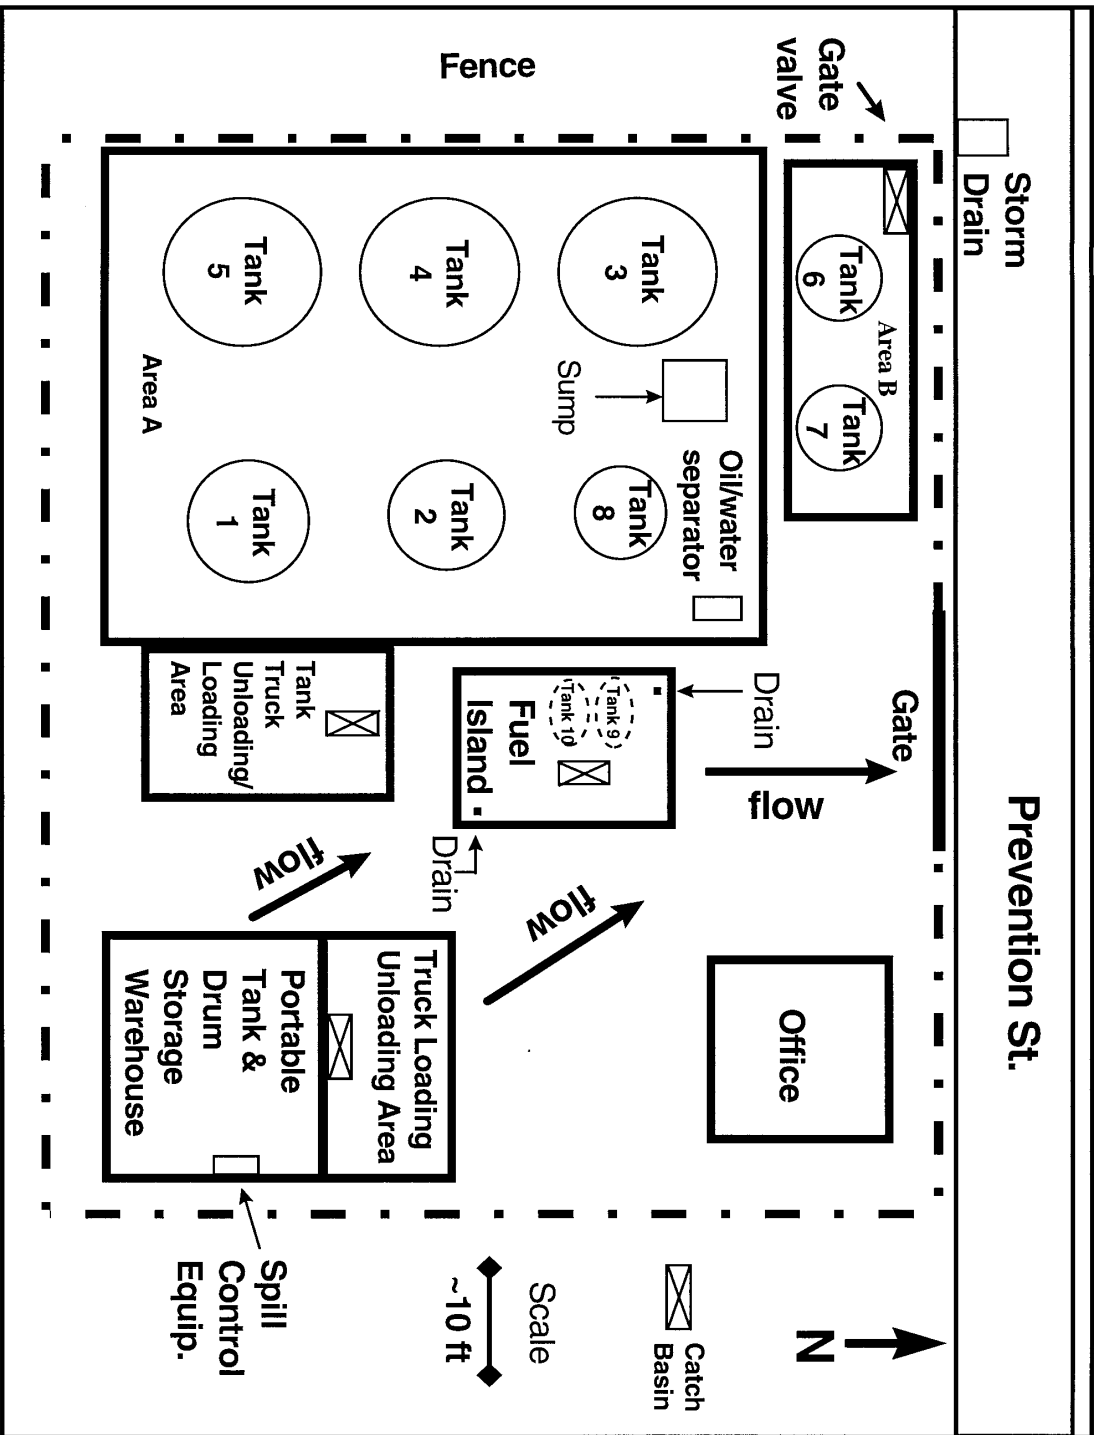 Prevention St.
Storm
Drain
Gate
valve
Fence
Gate
Tank
6
Area B
Tank
7
Tank
3
Tank
4
Tank
5
Sump
Area A
Oil/water
separator
Tank
8
Tank
2
Tank
1
Drain
flow
Tank 9
Tank 10
Fuel
Island
Drain
Tank
Truck
Unloading/
Loading
Area
flow
flow
Office
Truck Loading
Unloading Area
Portable
Tank &
Drum
Storage
Warehouse
N
Catch
Basin
Scale
~10 ft
Spill
Control
Equip.